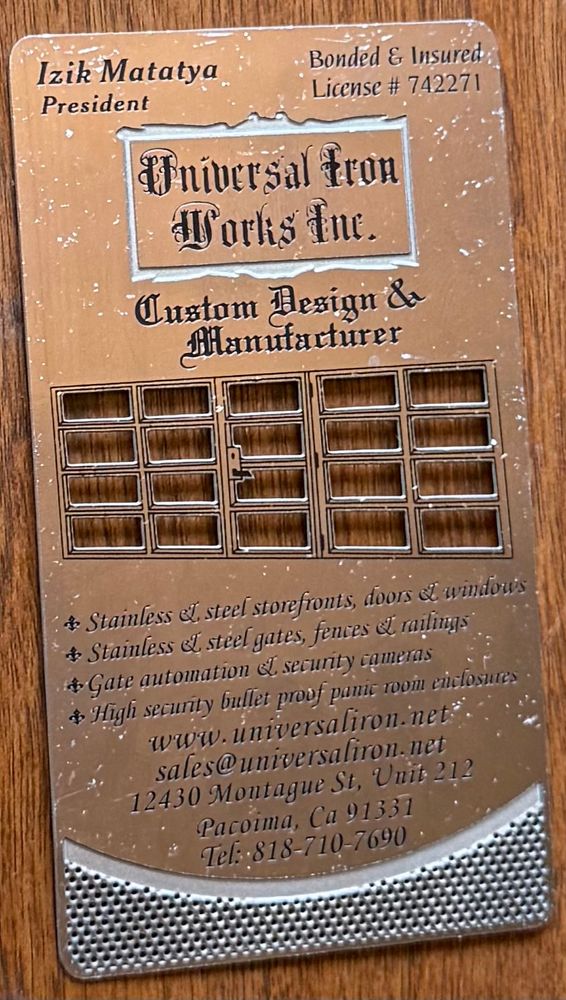 Izik Matatya
President
Bonded & Insured
License # 742271
Universal Iron
Works Inc.
Custom Design &
Manufacturer
Stainless & steel storefronts, doors & windows
Stainless & steel gates, fences & railings
Gate automation & security cameras
High security bullet proof panic room enclosures
www.universaliron.net
sales@universaliron.net
12430 Montague St, Unit 212
Pacoima, Ca 91331
Tel: 818-710-7690